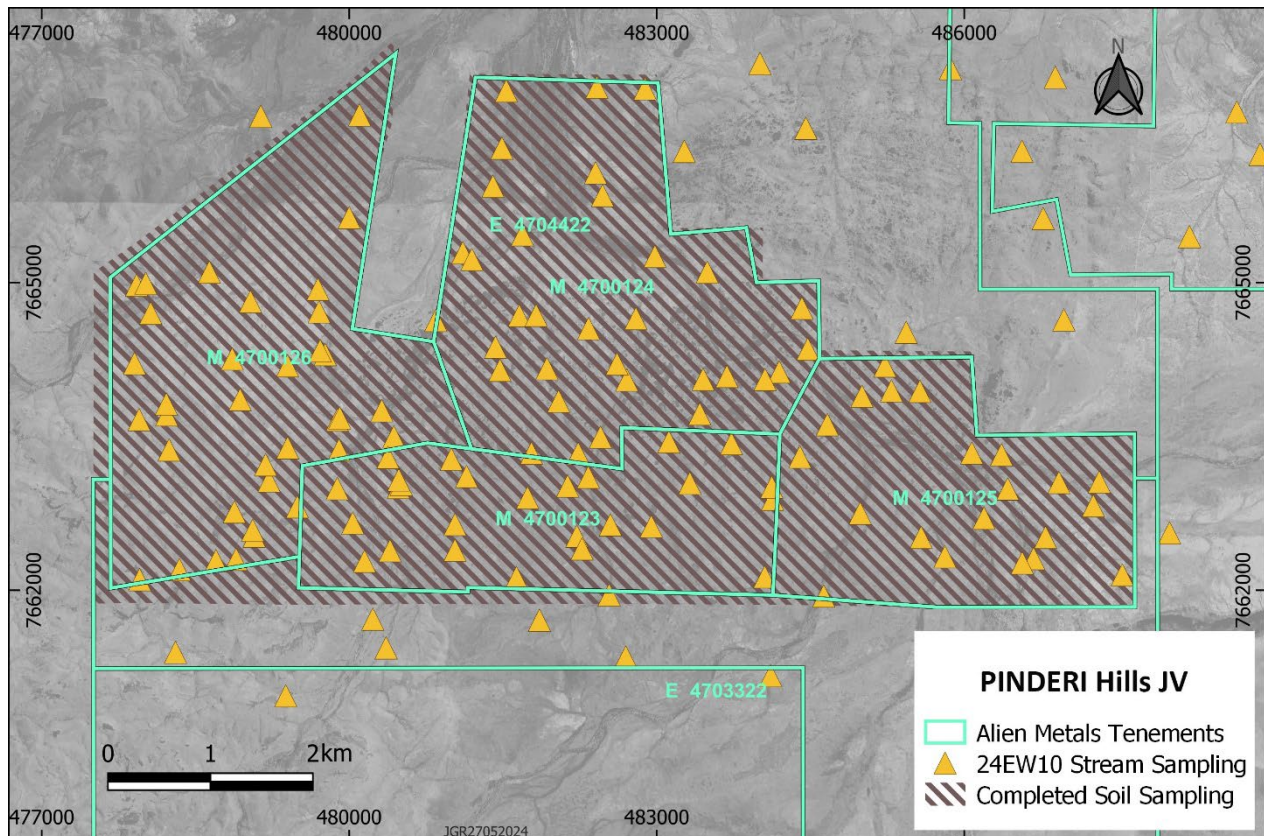 477000 480000 483000 486000
N
7665000 7665000
E 4704422
M 4700124
M 4700126
M 4700125
M 4700123
7662000 7662000
E 4703322
PINDERI Hills JV
Alien Metals Tenements
24EW10 Stream Sampling
Completed Soil Sampling
0 1 2km
477000 480000 483000
JGR27052024